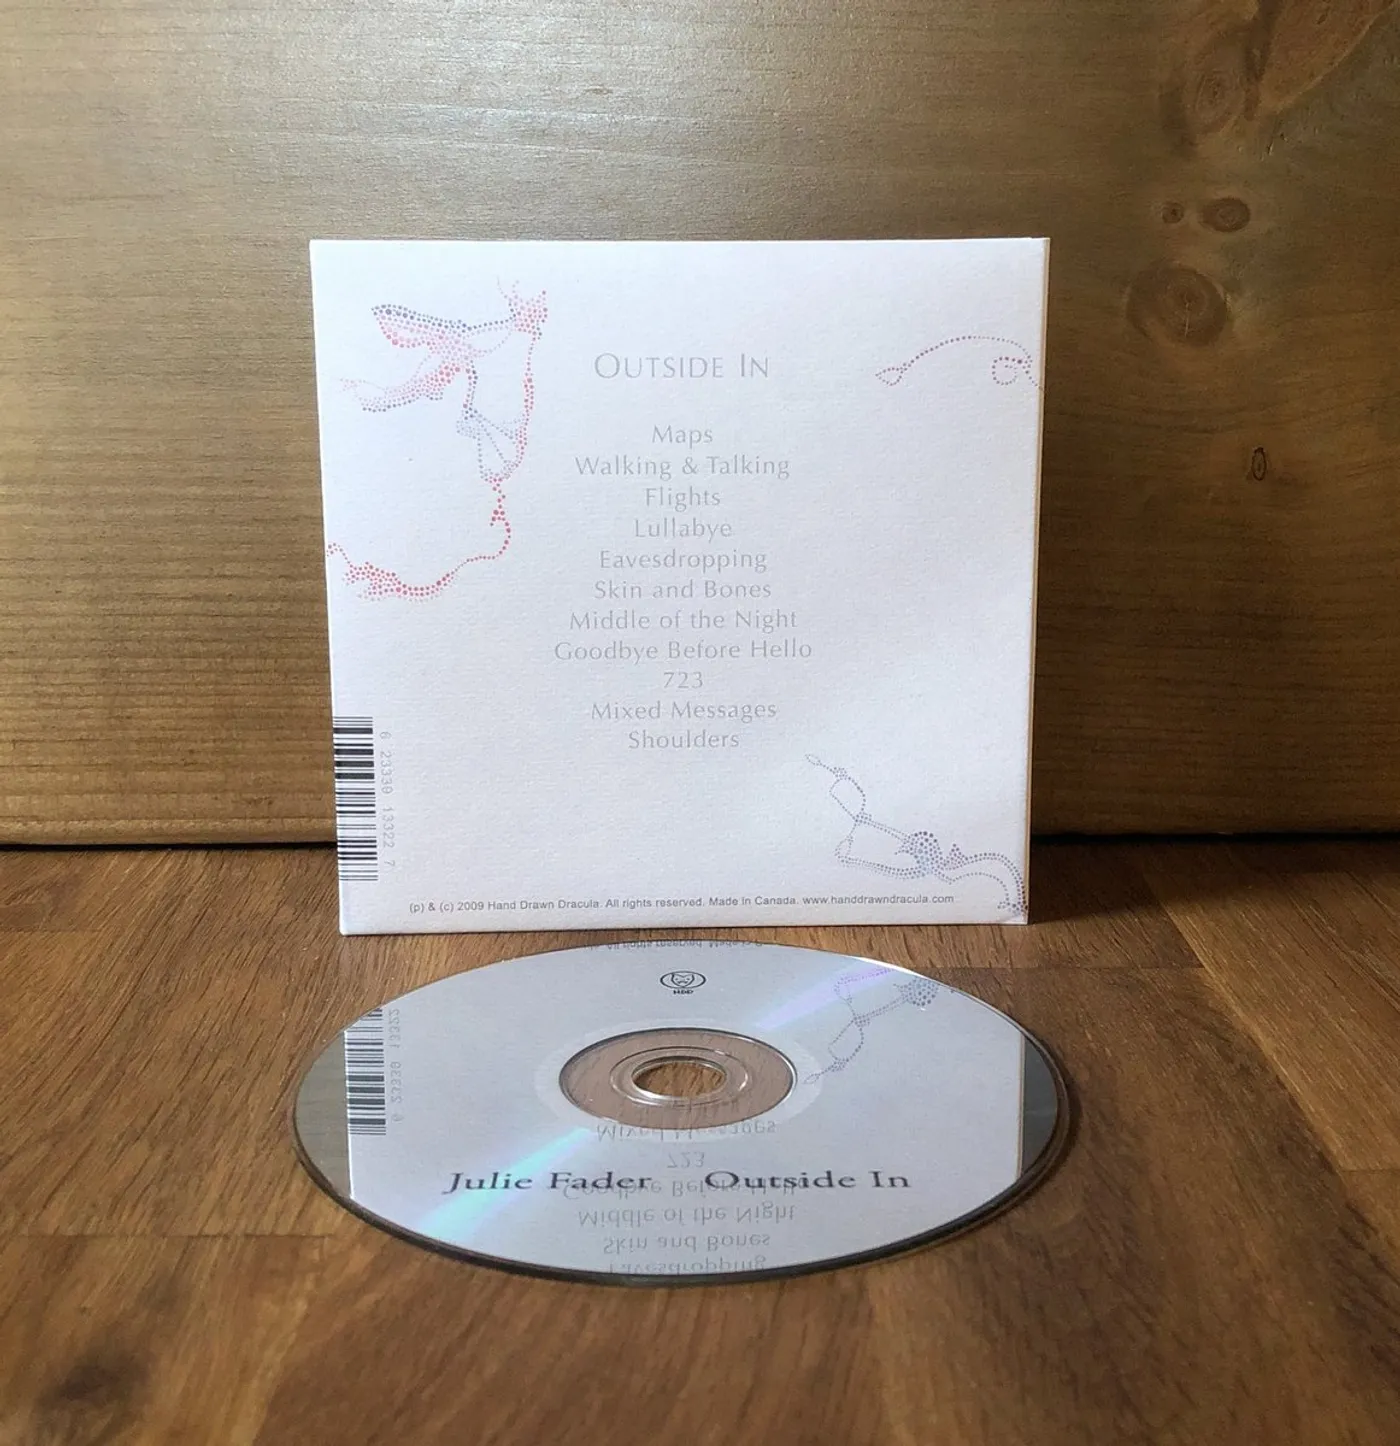 Outside In
Maps
Walking & Talking
Flights
Lullabye
Eavesdropping
Skin and Bones
Middle of the Night
Goodbye Before Hello
723
Mixed Messages
Shoulders
6 23339 13322 7
(p) & (c) 2009 Hand Drawn Dracula. All rights reserved. Made in Canada. www.handdrawndracula.com
HDD
Julie Fader Outside In